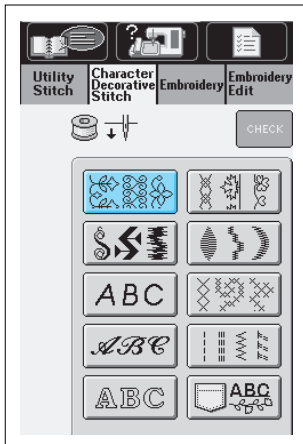 Utility
Stitch
Character
Decorative
Stitch
Embroidery
Embroidery
Edit
CHECK
ABC
ABC
ABC
ABC